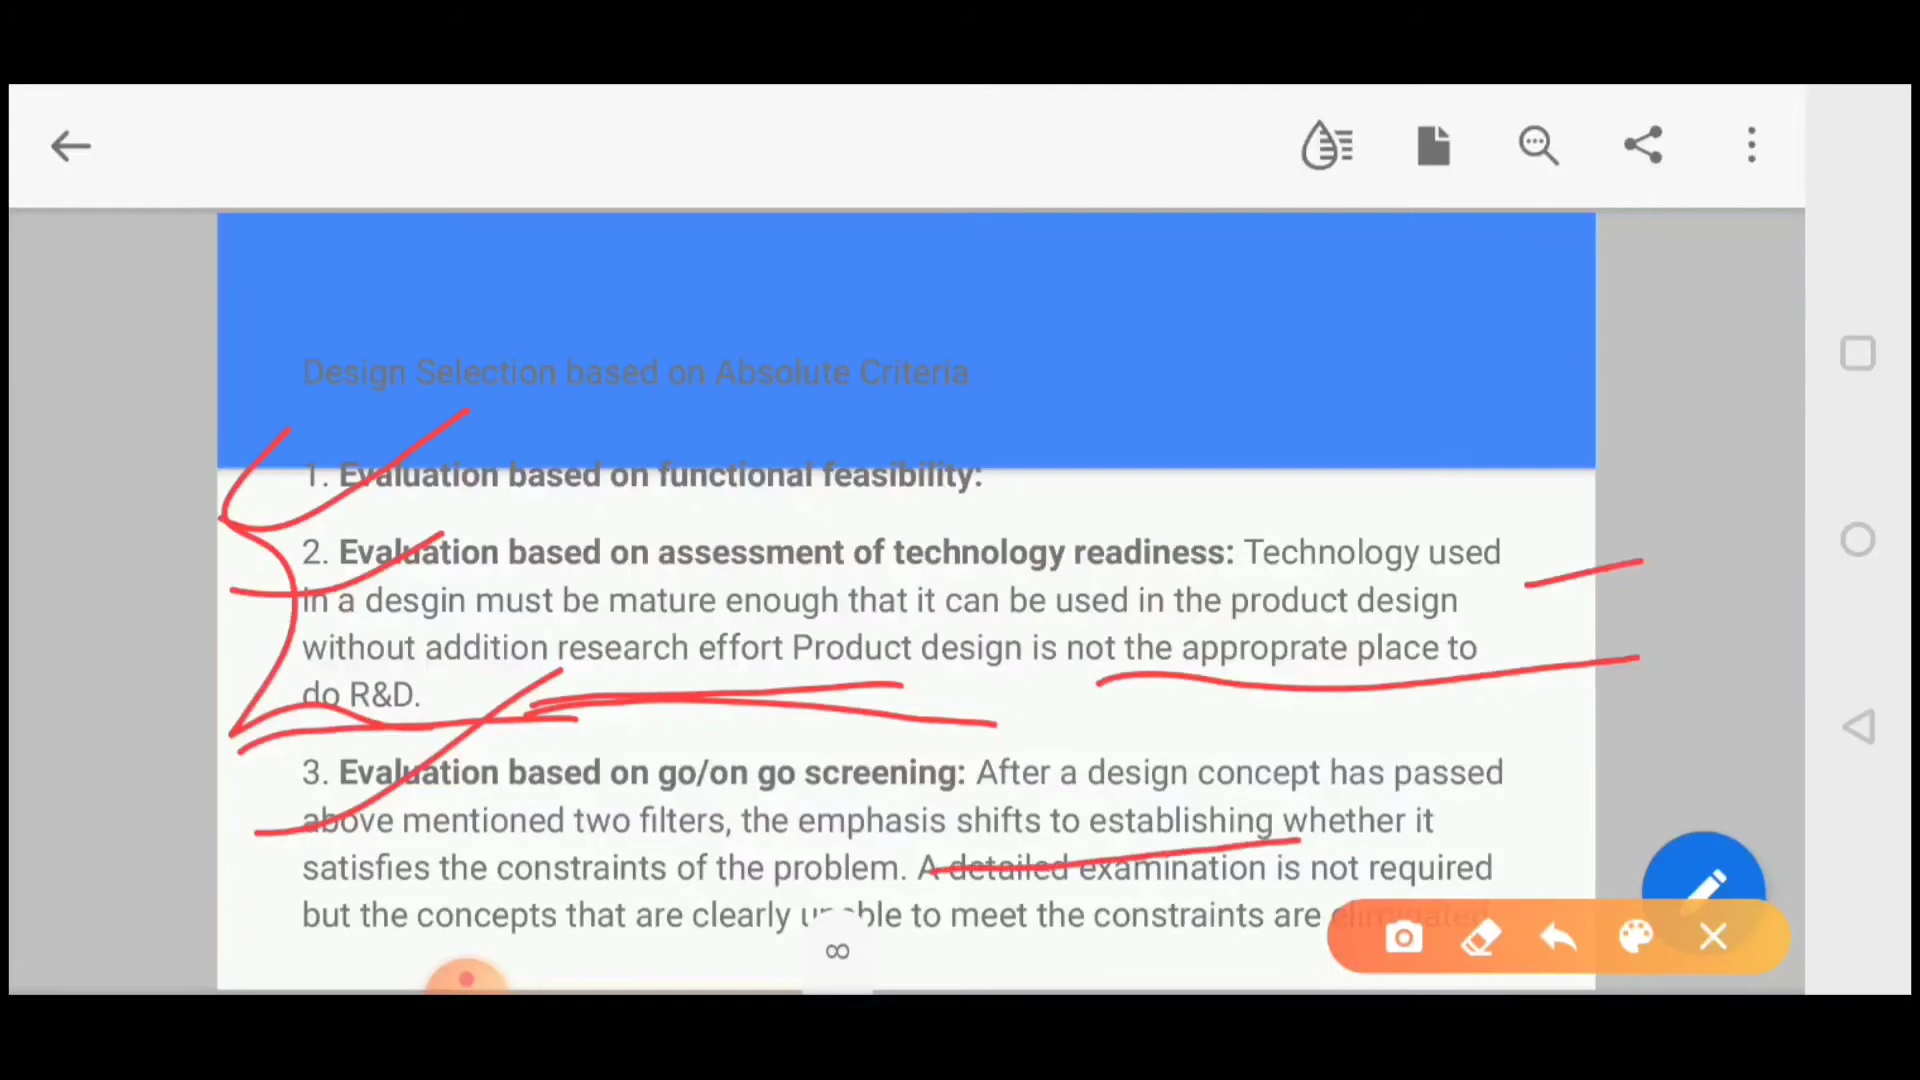 Design Selection based on Absolute Criteria
1. Evaluation based on functional feasibility:
2. Evaluation based on assessment of technology readiness: Technology used
in a desgin must be mature enough that it can be used in the product design
without addition research effort Product design is not the approprate place to
do R&D.
3. Evaluation based on go/on go screening: After a design concept has passed
above mentioned two filters, the emphasis shifts to establishing whether it
satisfies the constraints of the problem. A detailed examination is not required
but the concepts that are clearly unable to meet the constraints are eliminated